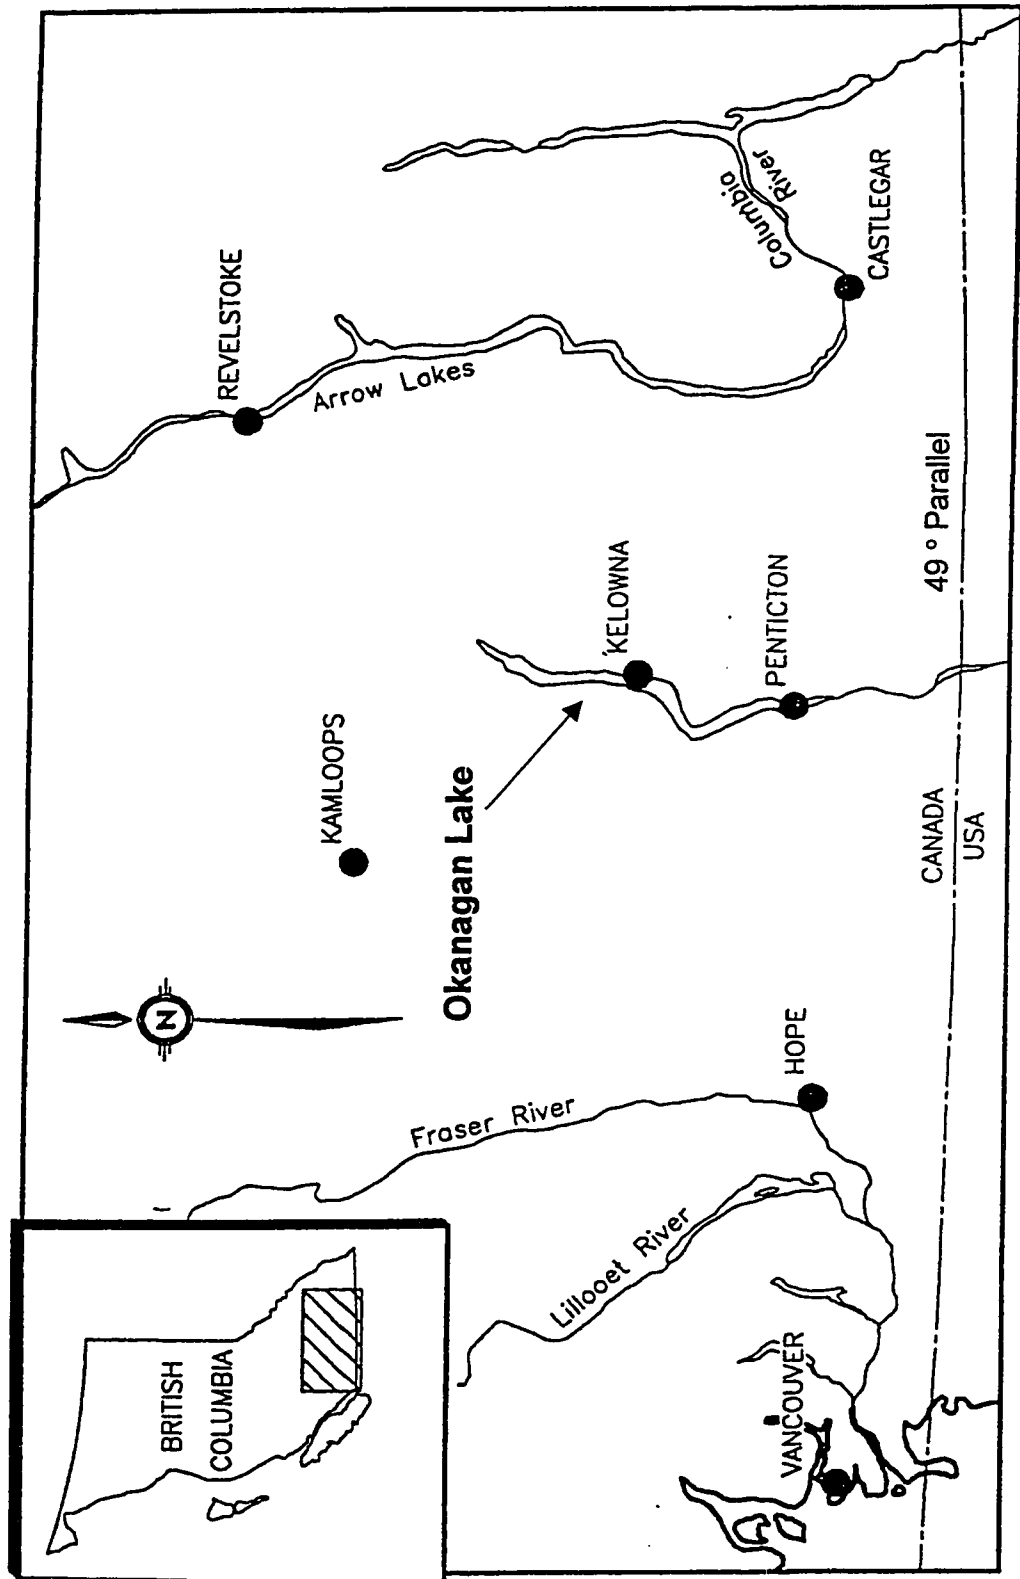 BRITISH
COLUMBIA
N
REVELSTOKE
KAMLOOPS
Arrow Lakes
Okanagan Lake
Fraser River
KELOWNA
Lillooet River
Columbia
River
PENTICTON
HOPE
CASTLEGAR
VANCOUVER
49° Parallel
CANADA
USA